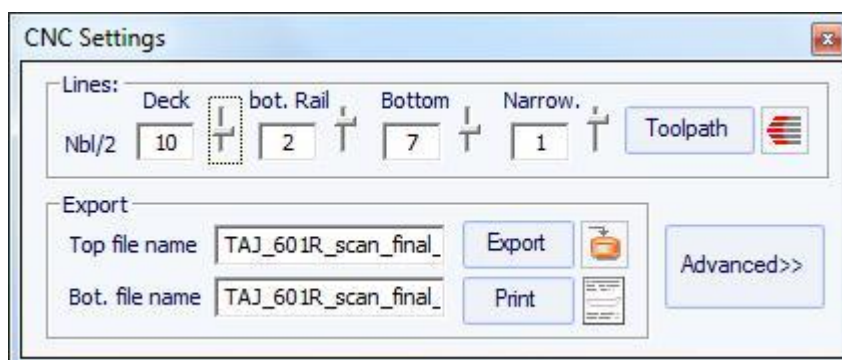 CNC Settings
Lines:
Deck bot. Rail Bottom Narrow.
Nbl/2 10 2 7 1 Toolpath
Export
Top file name TAJ_601R_scan_final_ Export
Bot. file name TAJ_601R_scan_final_ Print
Advanced>>